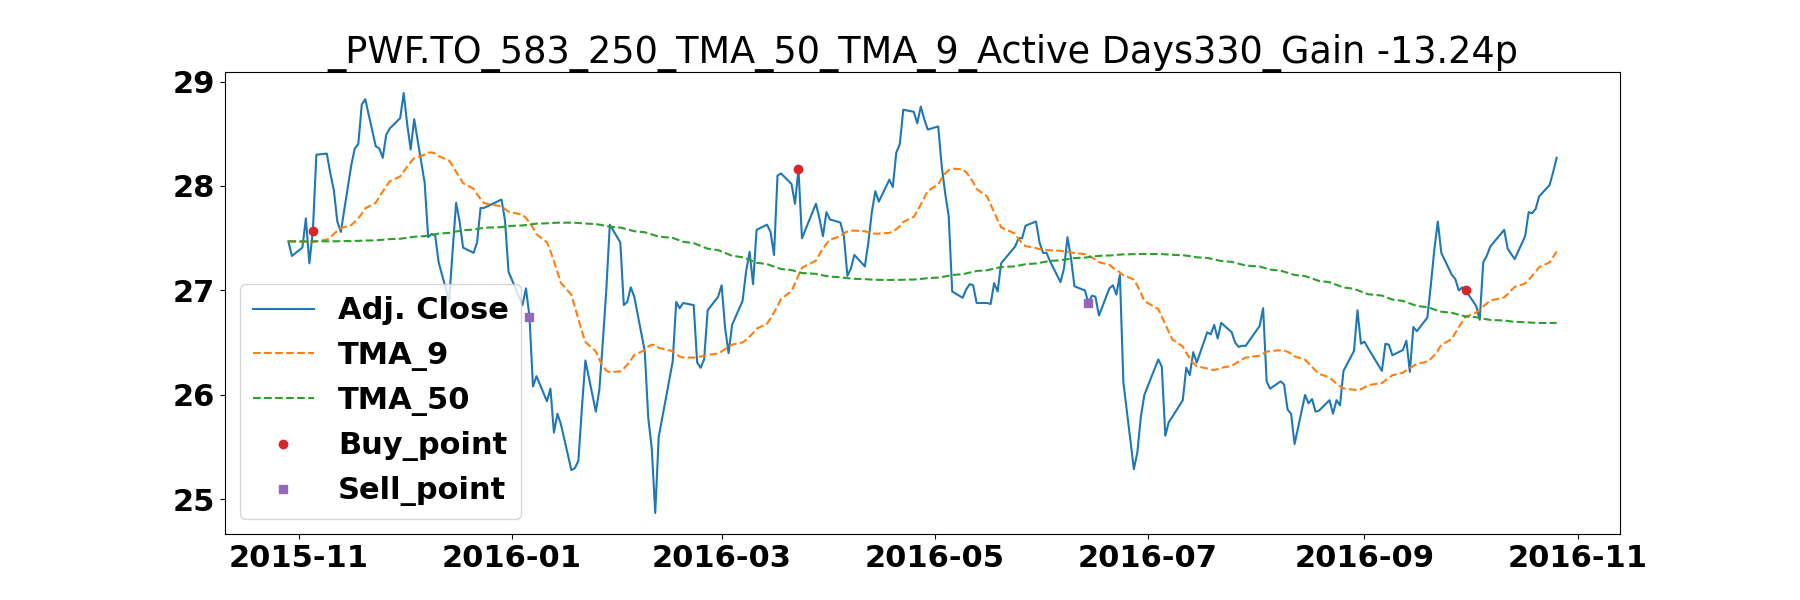 _PWF.TO_583_250_TMA_50_TMA_9_Active Days330_Gain -13.24p
29
28
27
26
25
Adj. Close
TMA_9
TMA_50
Buy_point
Sell_point
2015-11 2016-01 2016-03 2016-05 2016-07 2016-09 2016-11